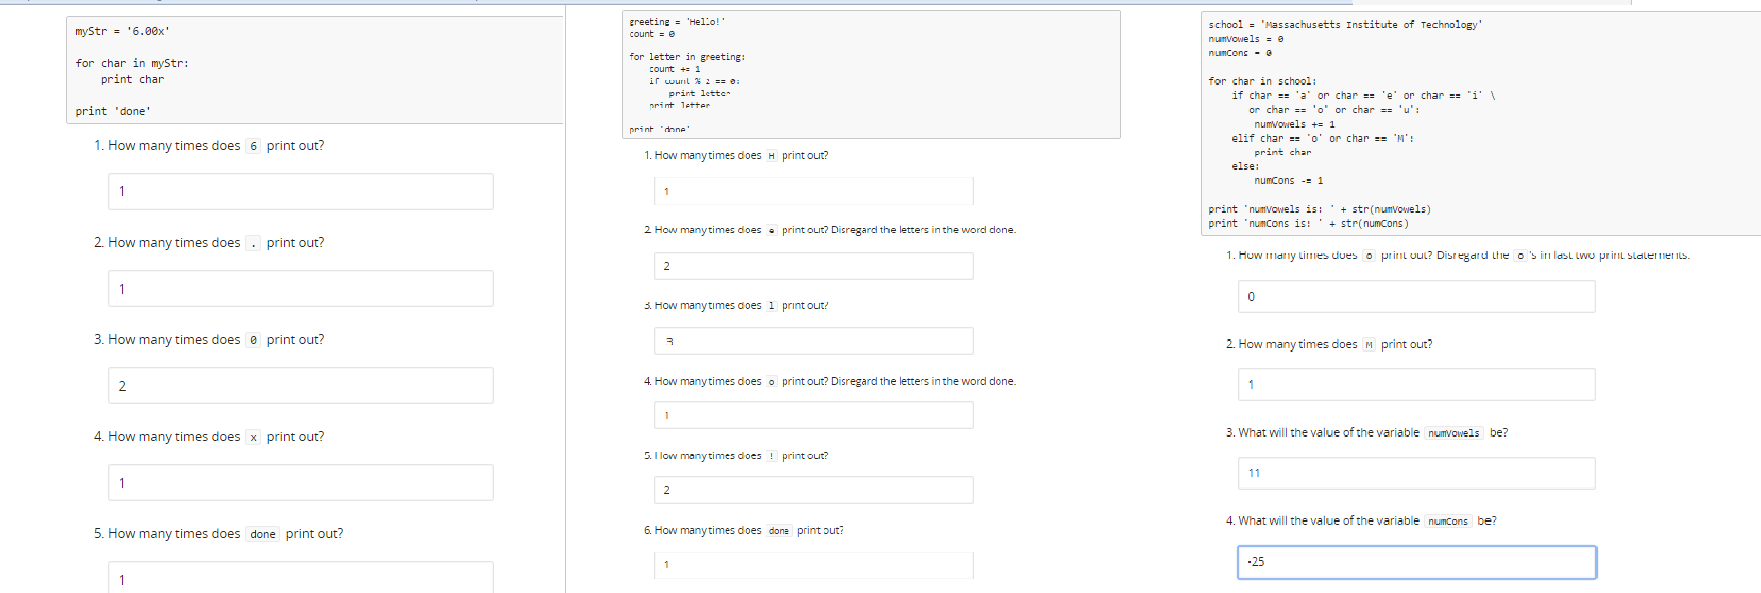 myStr = '6.00x'
for char in myStr:
print char
print 'done'
1. How many times does 6 print out?
1
2. How many times does . print out?
1
3. How many times does 0 print out?
2
4. How many times does x print out?
1
5. How many times does done print out?
1
greeting = 'Hello!'
count = 0
for letter in greeting:
count += 1
if count % 2 == 0:
print letter
print letter
print 'done'
1. How many times does H print out?
1
2. How many times does e print out? Disregard the letters in the word done.
2
3. How many times does l print out?
3
4. How many times does o print out? Disregard the letters in the word done.
1
5. How many times does ! print out?
2
6. How many times does done print out?
1
school = 'Massachusetts Institute of Technology'
numVowels = 0
numCons = 0
for char in school:
if char == 'a' or char == 'e' or char == 'i' \
or char == 'o' or char == 'u':
numVowels += 1
elif char == 'o' or char == 'M':
print char
else:
numCons -= 1
print 'numVowels is: ' + str(numVowels)
print 'numCons is: ' + str(numCons)
1. How many times does o print out? Disregard the o 's in last two print statements.
0
2. How many times does M print out?
1
3. What will the value of the variable numVowels be?
11
4. What will the value of the variable numCons be?
-25